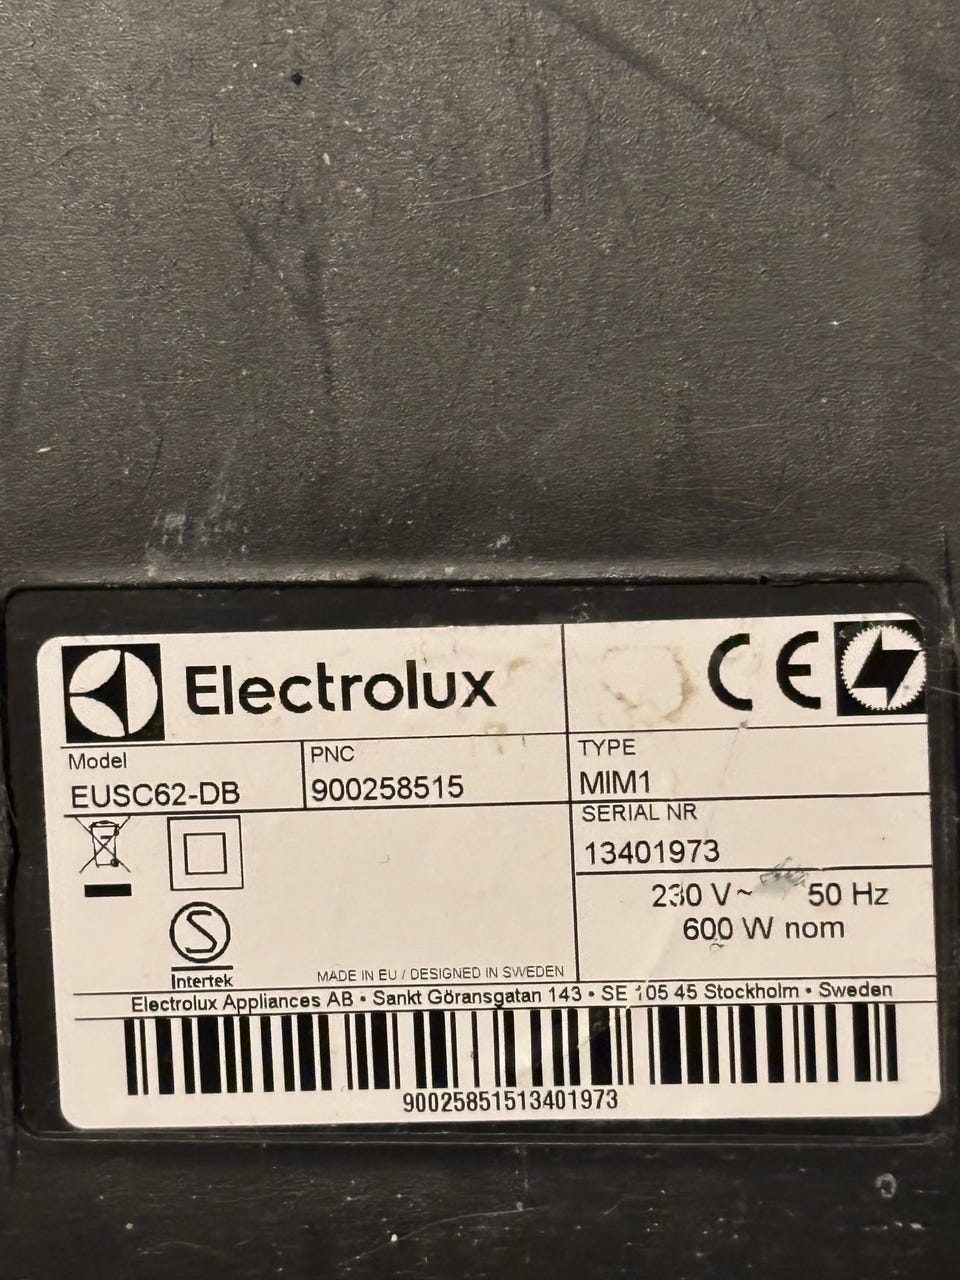 Electrolux
CE
Model
EUSC62-DB
PNC
900258515
TYPE
MIM1
SERIAL NR
13401973
230 V~ 50 Hz
600 W nom
S
Intertek
MADE IN EU / DESIGNED IN SWEDEN
Electrolux Appliances AB • Sankt Göransgatan 143 • SE 105 45 Stockholm • Sweden
90025851513401973